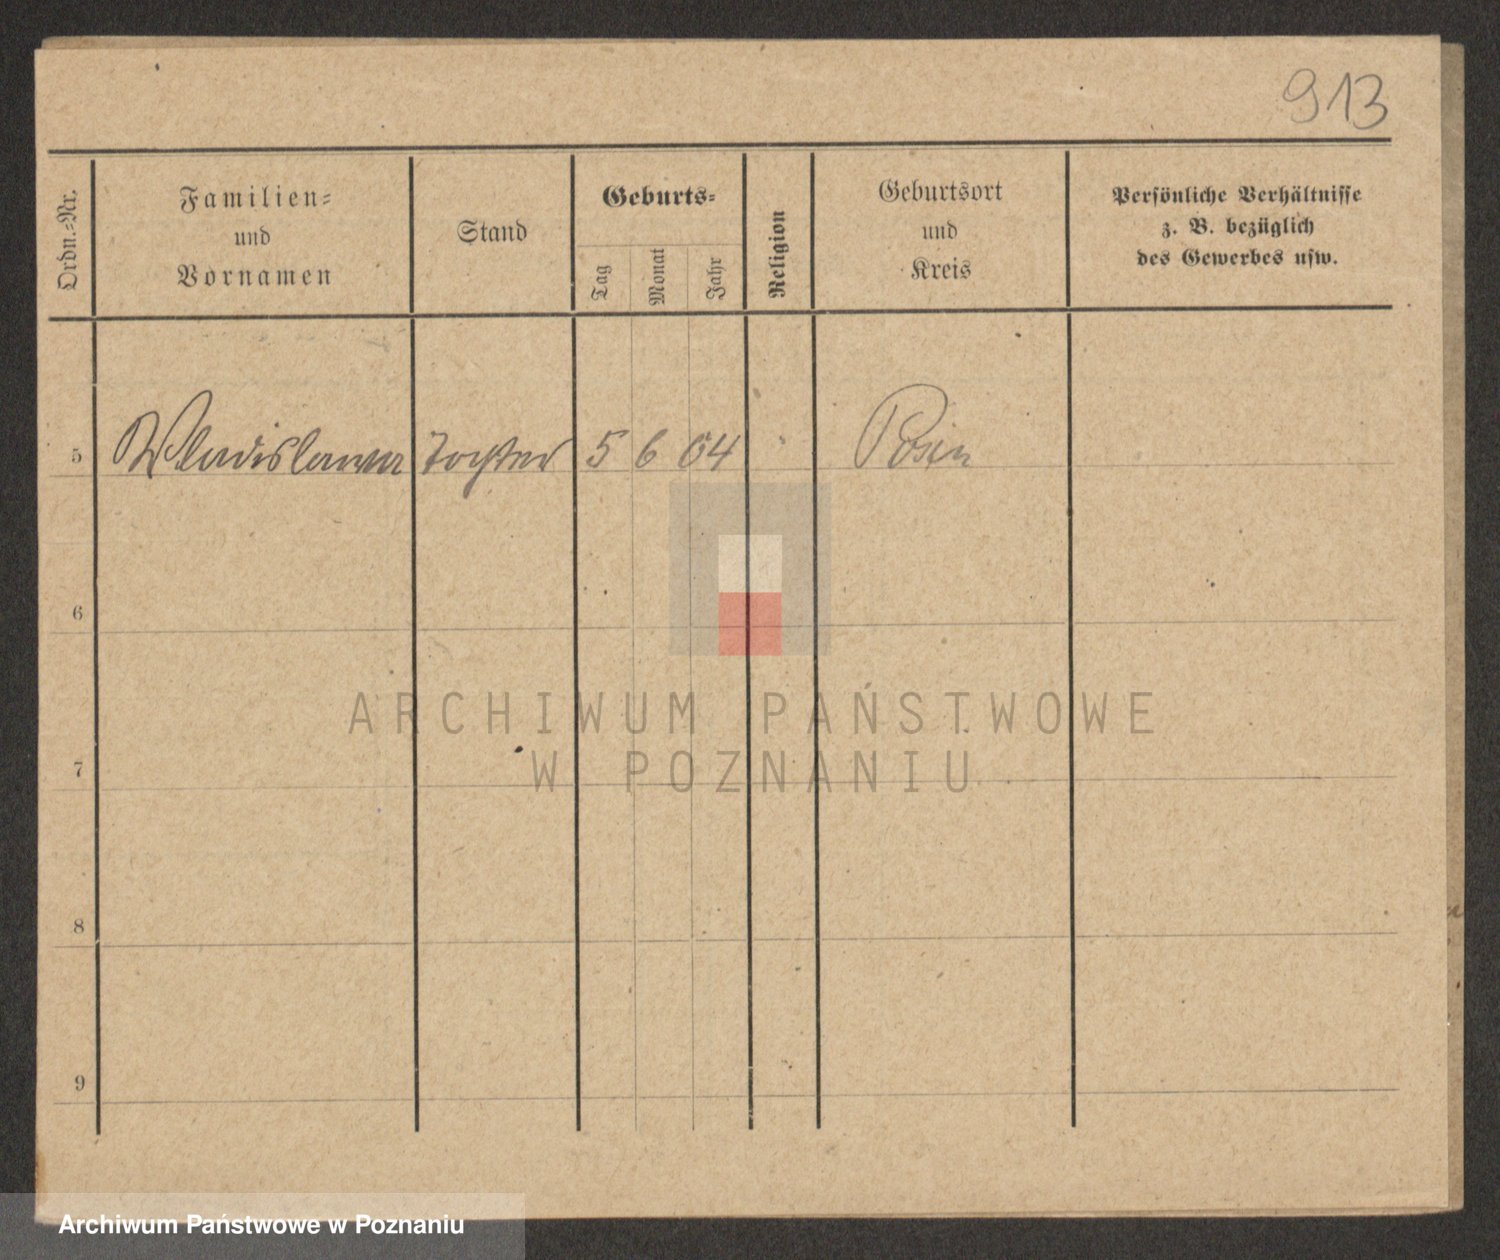 913
Ordn.-Nr.
Familien-
und
Vornamen
Stand
Geburts-
Tag
Monat
Jahr
Religion
Geburtsort
und
Kreis
Persönliche Verhältnisse
z. B. bezüglich
des Gewerbes usw.
5 Wladislawa Tochter 5 6 04 " Posen
6
7
8
9
ARCHIWUM PAŃSTWOWE
W POZNANIU
Archiwum Państwowe w Poznaniu